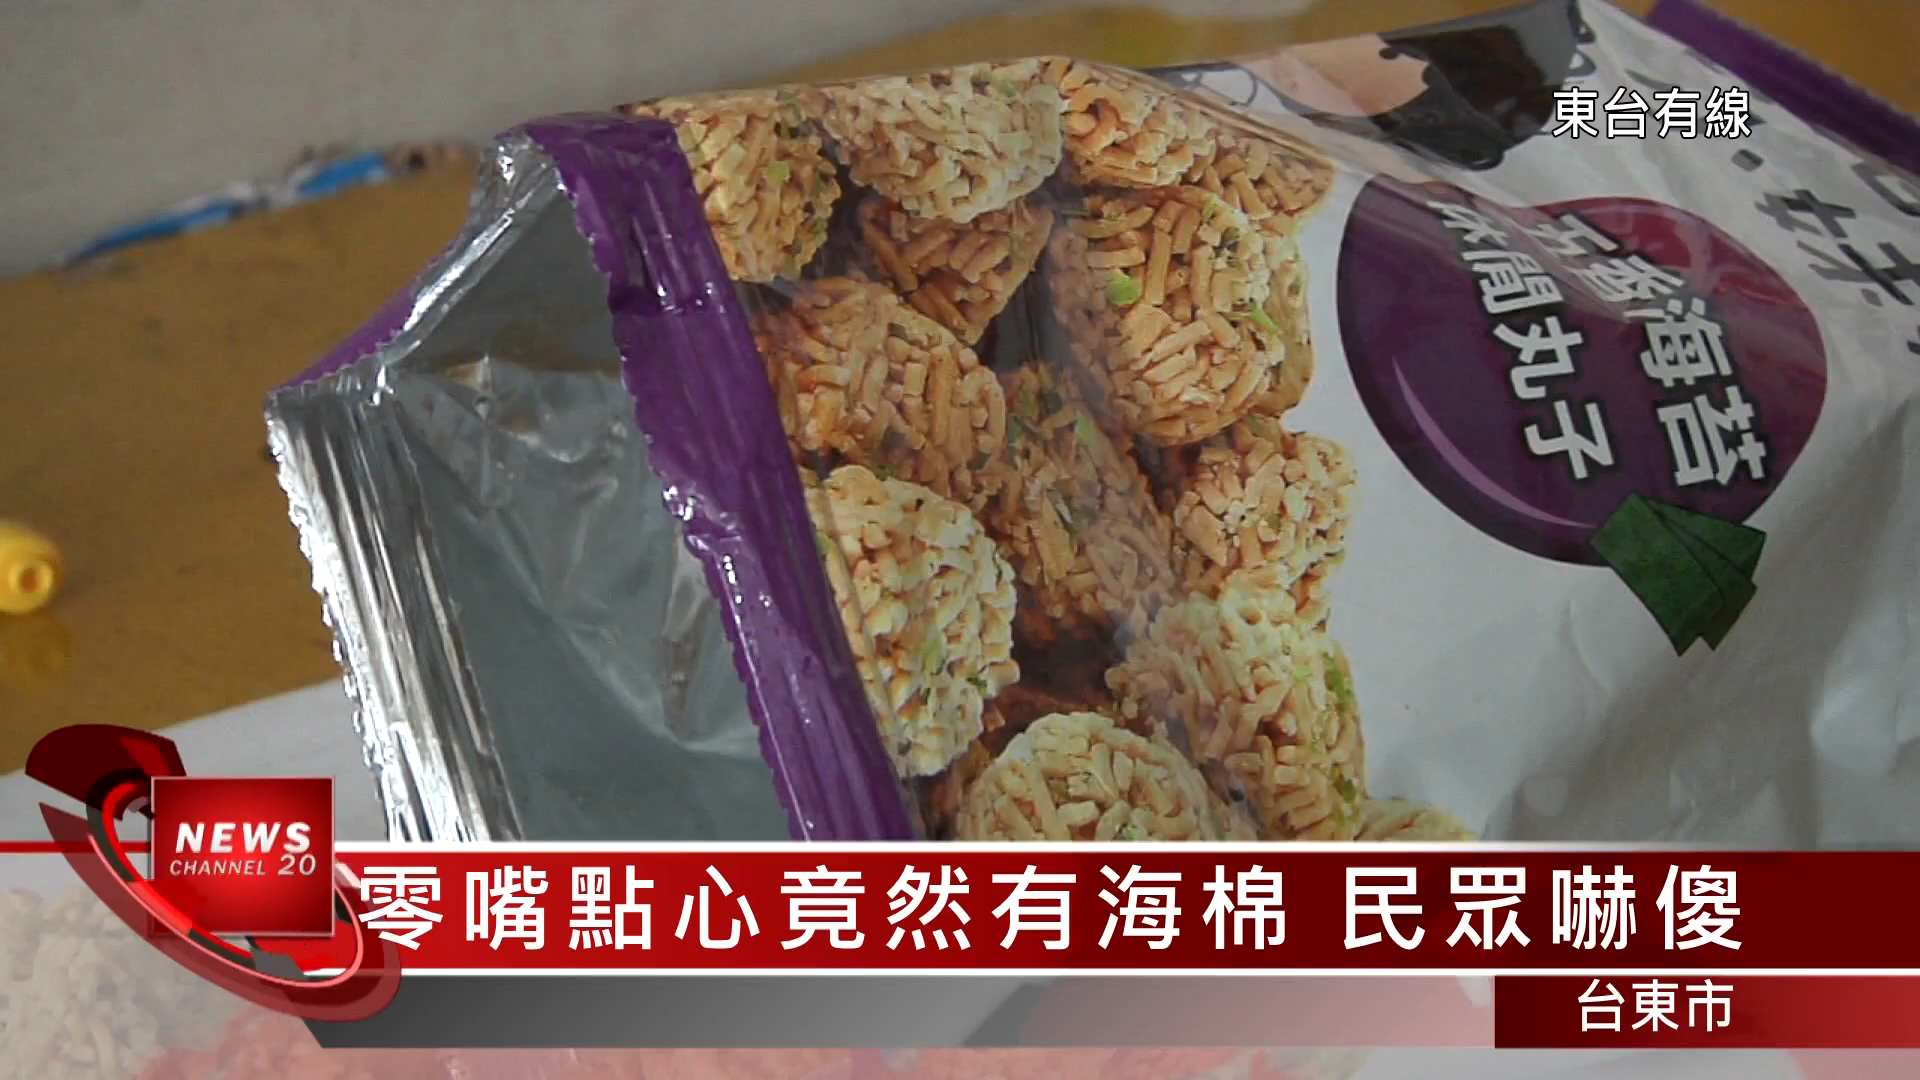 東台有線
五香海苔
休閒丸子
NEWS
CHANNEL 20
零嘴點心竟然有海棉 民眾嚇傻
台東市